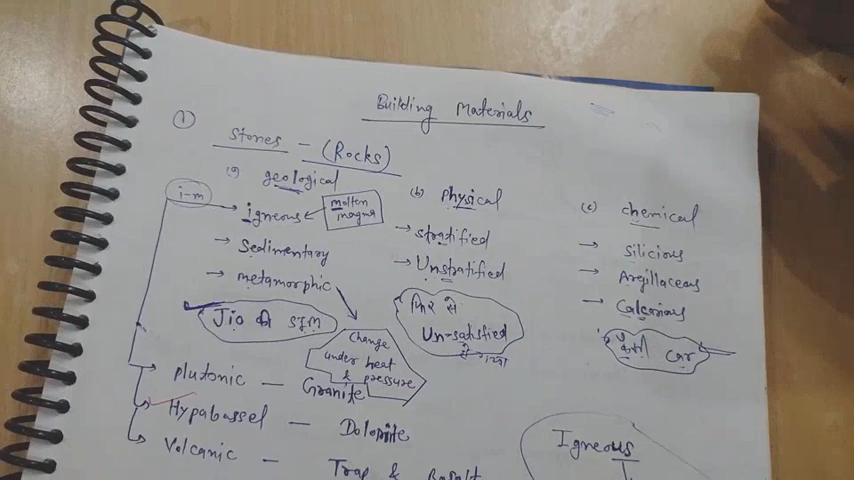 Building Materials
① Stones - (Rocks)
(a) geological
i-m → igneous ← molten magma
→ Sedimentary
→ metamorphic
Jio की SIM
Change under heat & pressure
(b) Physical
→ stratified
→ Unstratified
फिर से
Un-satisfied
(c) chemical
→ Silicious
→ Argillaceous
→ Calcarious
car
→ Plutonic - Granite
→ Hypabassel - Dolomite
→ Volcanic - Trap & Basalt
Igneous